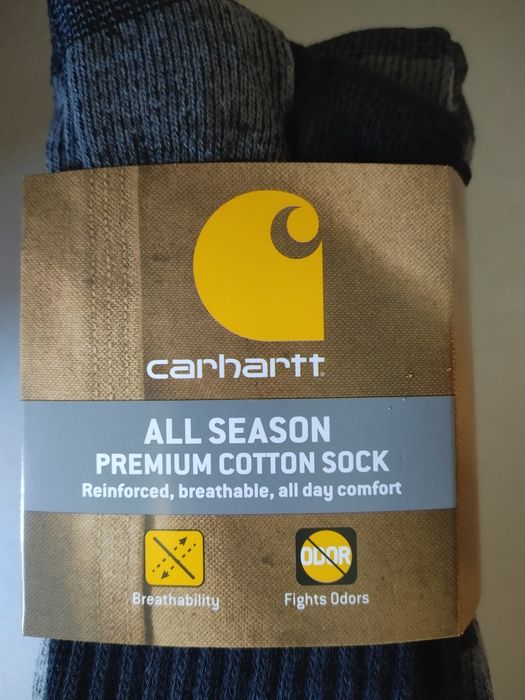 carhartt
ALL SEASON
PREMIUM COTTON SOCK
Reinforced, breathable, all day comfort
ODOR
Breathability
Fights Odors